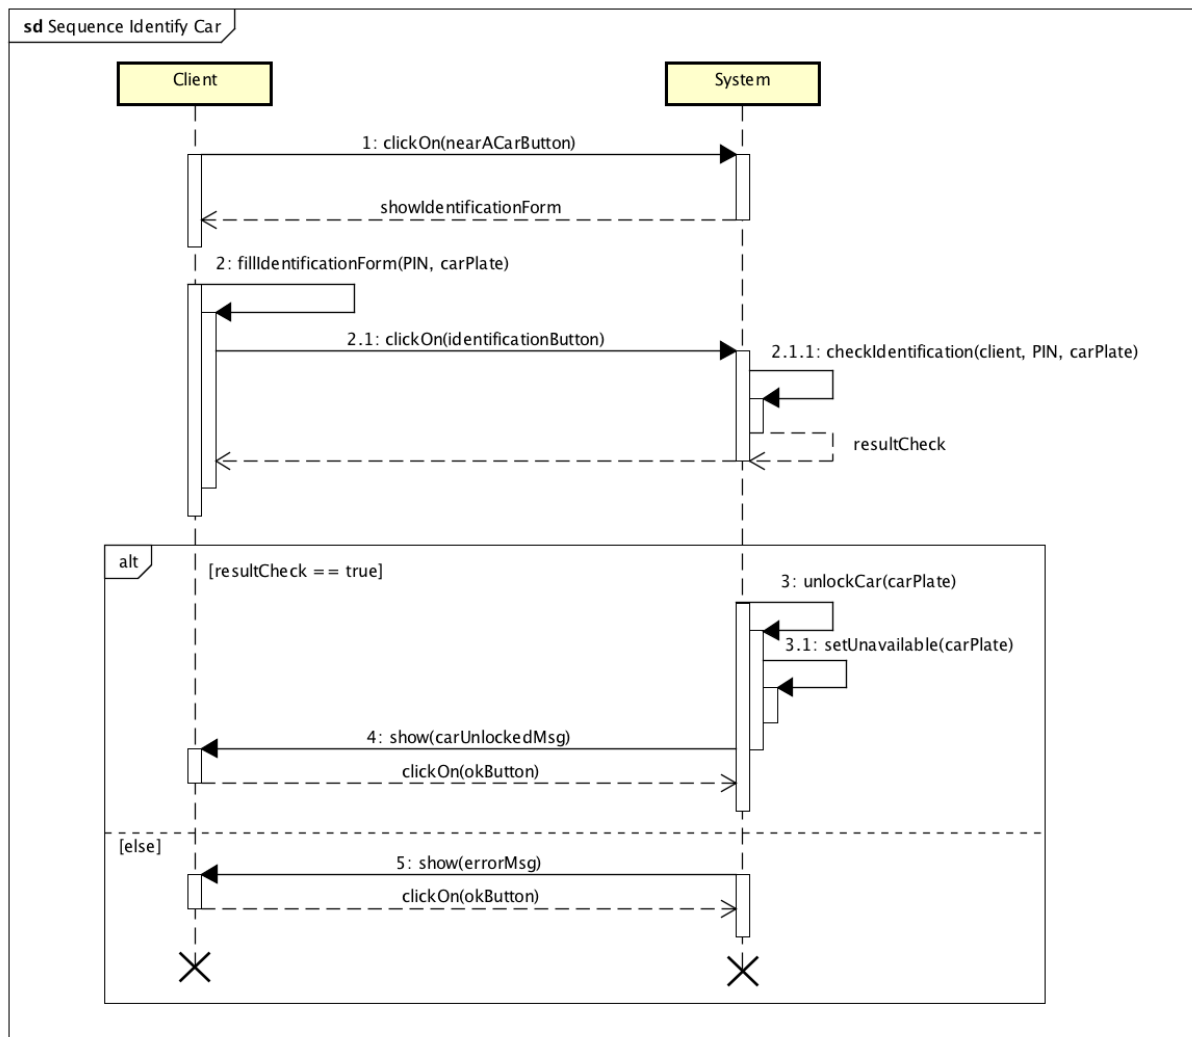 sd Sequence Identify Car
Client
System
1: clickOn(nearACarButton)
showIdentificationForm
2: fillIdentificationForm(PIN, carPlate)
2.1: clickOn(identificationButton)
2.1.1: checkIdentification(client, PIN, carPlate)
resultCheck
alt
[resultCheck == true]
3: unlockCar(carPlate)
3.1: setUnavailable(carPlate)
4: show(carUnlockedMsg)
clickOn(okButton)
[else]
5: show(errorMsg)
clickOn(okButton)